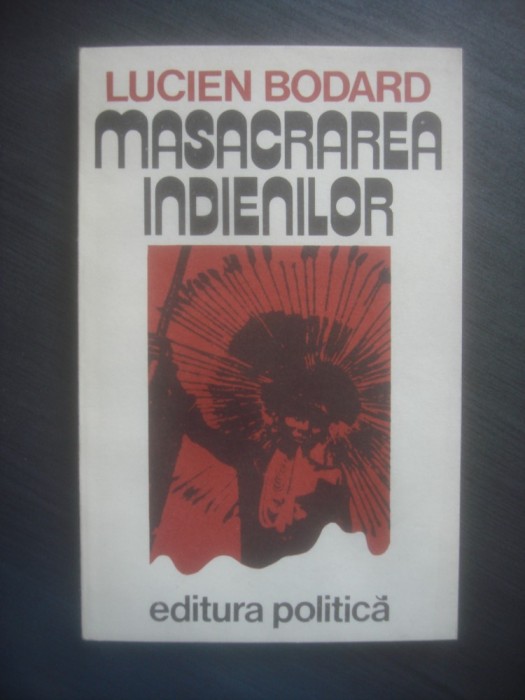 LUCIEN BODARD
MASACRAREA
INDIENILOR
editura politică